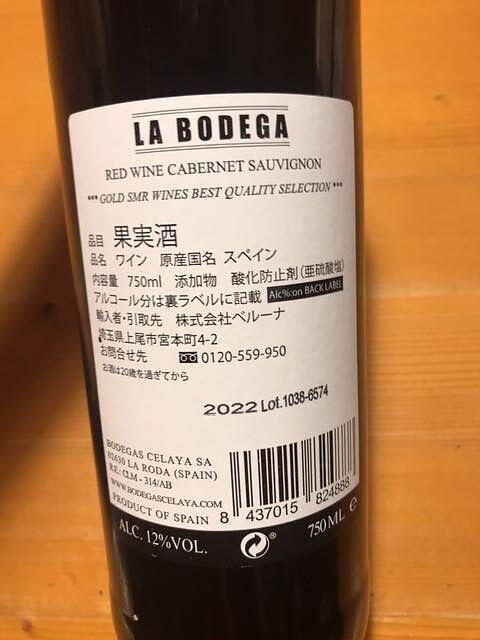 LA BODEGA
RED WINE CABERNET SAUVIGNON
*** GOLD SMR WINES BEST QUALITY SELECTION ***
品目 果実酒
品名 ワイン 原産国名 スペイン
内容量 750ml 添加物 酸化防止剤(亜硫酸塩)
アルコール分は裏ラベルに記載 Alc%:on BACK LABEL
輸入者・引取先 株式会社ベルーナ
埼玉県上尾市宮本町4-2
お問合せ先 0120-559-950
お酒は20歳を過ぎてから
2022 Lot.1038-6574
BODEGAS CELAYA SA
02630 LA RODA (SPAIN)
R.E.: CLM - 314/AB
WWW.BODEGASCELAYA.COM
PRODUCT OF SPAIN
8 437015 824888
ALC. 12%VOL.
®
750 ML e